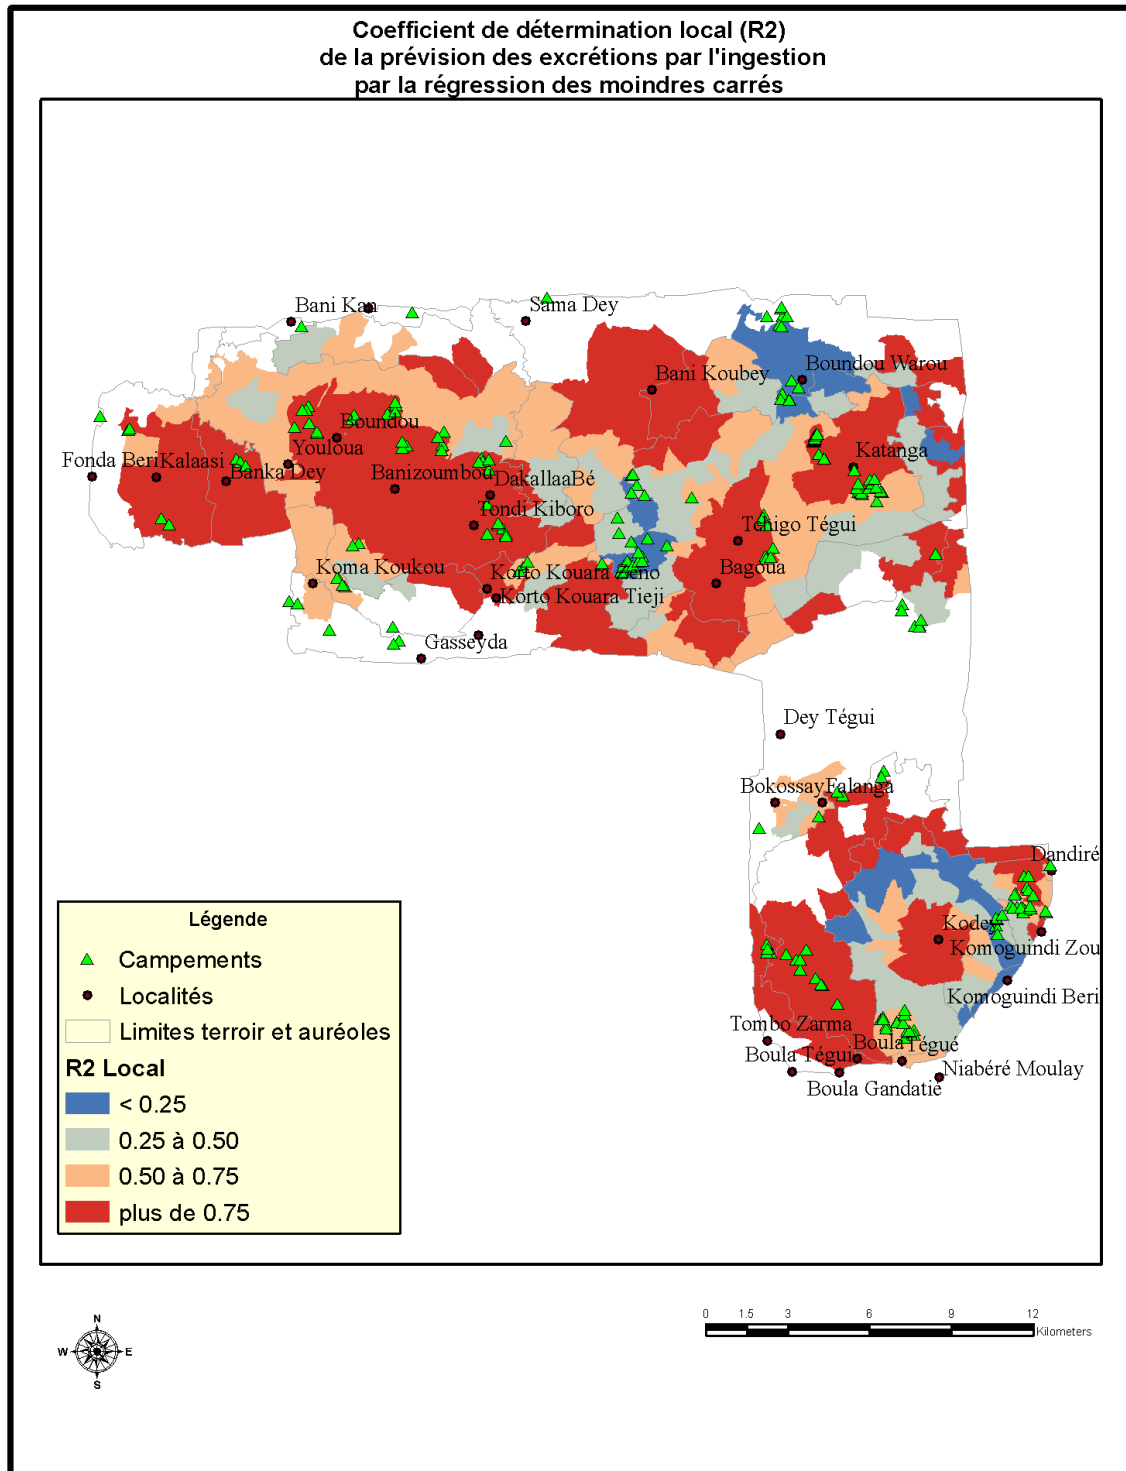 Coefficient de détermination local (R2)
de la prévision des excrétions par l'ingestion
par la régression des moindres carrés
Bani Kan
Sama Dey
Bani Koubey
Boundou Warou
Boundou
Youloua
Katanga
Fonda Beri
Kalaasi
Banka Dey
Banizoumbou
DakallaaBé
Tondi Kiboro
Tchigo Tégui
Koma Koukou
Korto Kouara Zeno
Bagoua
Korto Kouara Tieji
Gasseyda
Dey Tégui
Bokossay
Falanga
Dandiré
Kodey
Komoguindi Zou
Komoguindi Beri
Tombo Zarma
Boula Tégui
Boula Tégué
Niabéré Moulay
Boula Gandatié
Légende
Campements
Localités
Limites terroir et auréoles
R2 Local
< 0.25
0.25 à 0.50
0.50 à 0.75
plus de 0.75
0 1.5 3 6 9 12
Kilometers
N
W E
S